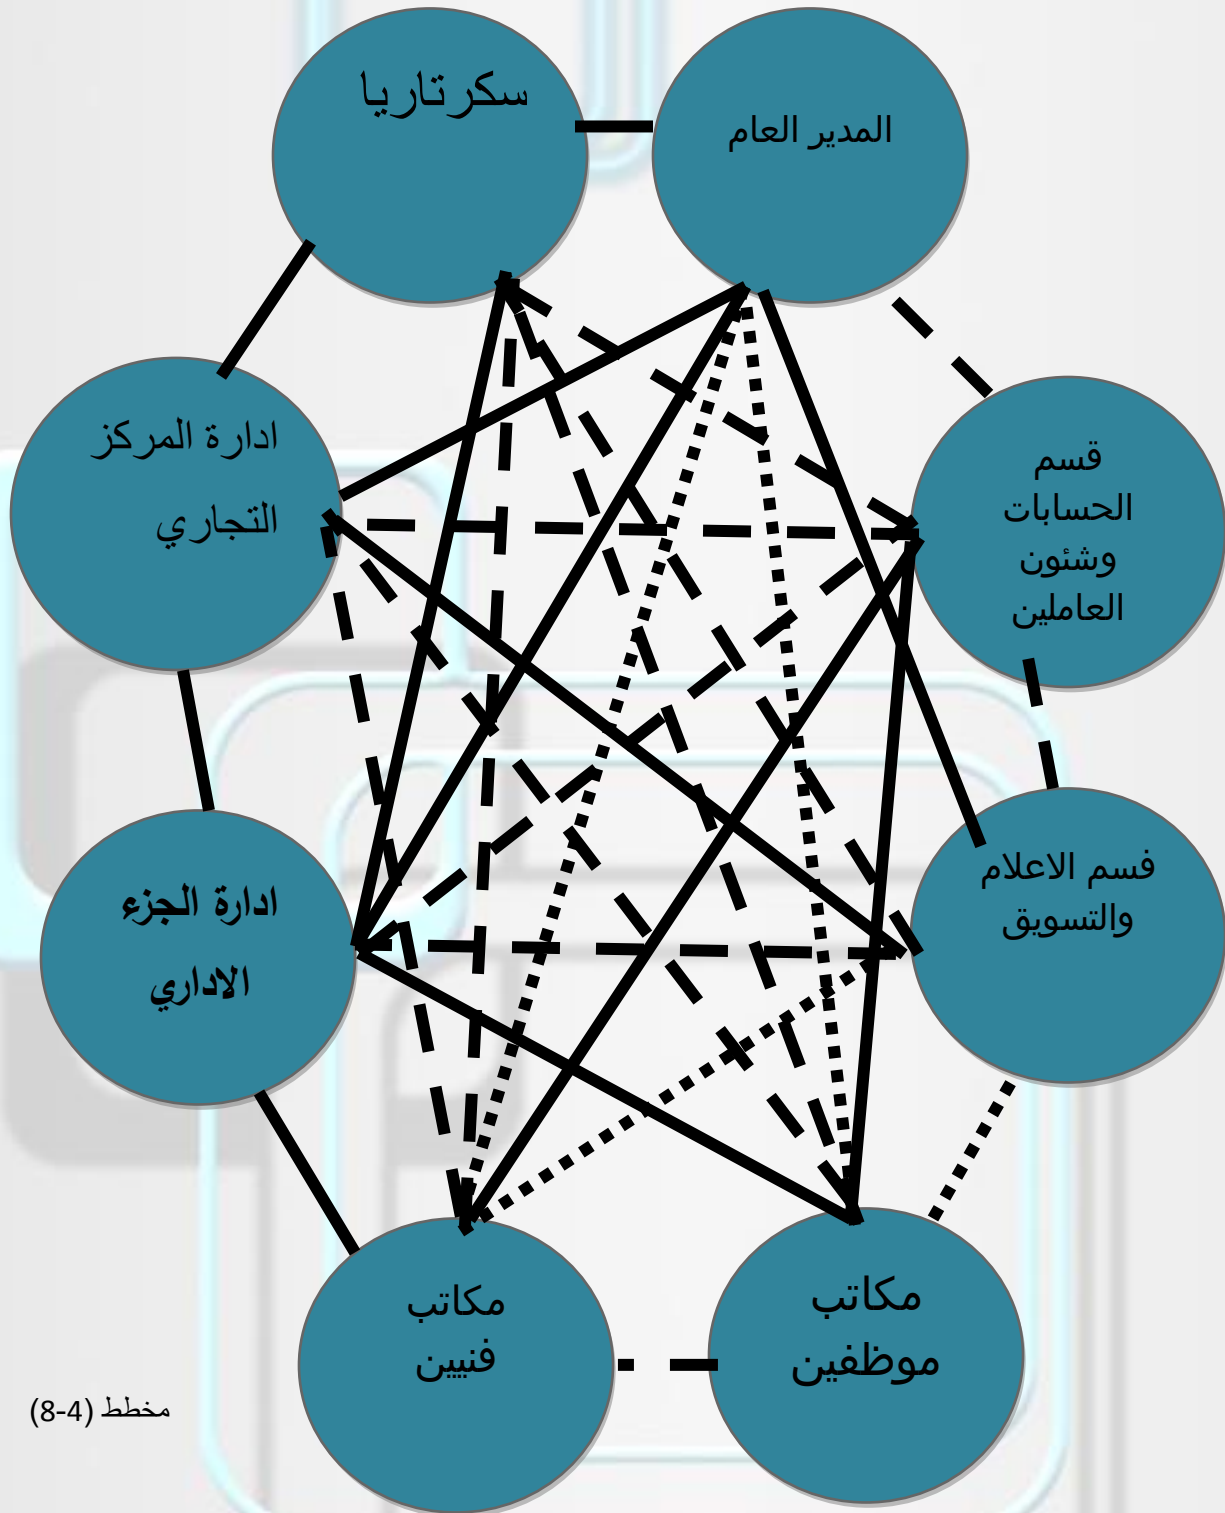 سكرتاريا
المدير العام
ادارة المركز
التجاري
قسم
الحسابات
وشئون
العاملين
ادارة الجزء
الاداري
فسم الاعلام
والتسويق
مكاتب
فنيين
مكاتب
موظفين
مخطط (4-8)